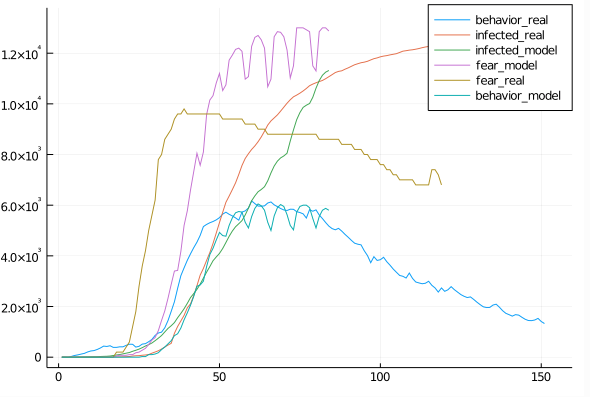 behavior_real
infected_real
infected_model
fear_model
fear_real
behavior_model
1.2×10⁴
1.0×10⁴
8.0×10³
6.0×10³
4.0×10³
2.0×10³
0
0 50 100 150